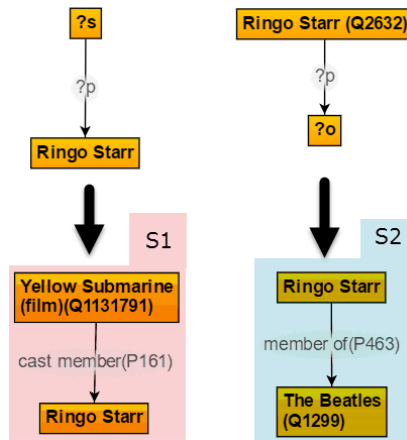 ?s
?p
Ringo Starr
S1
Yellow Submarine
(film)(Q1131791)
cast member(P161)
Ringo Starr
Ringo Starr (Q2632)
?p
?o
S2
Ringo Starr
member of(P463)
The Beatles
(Q1299)